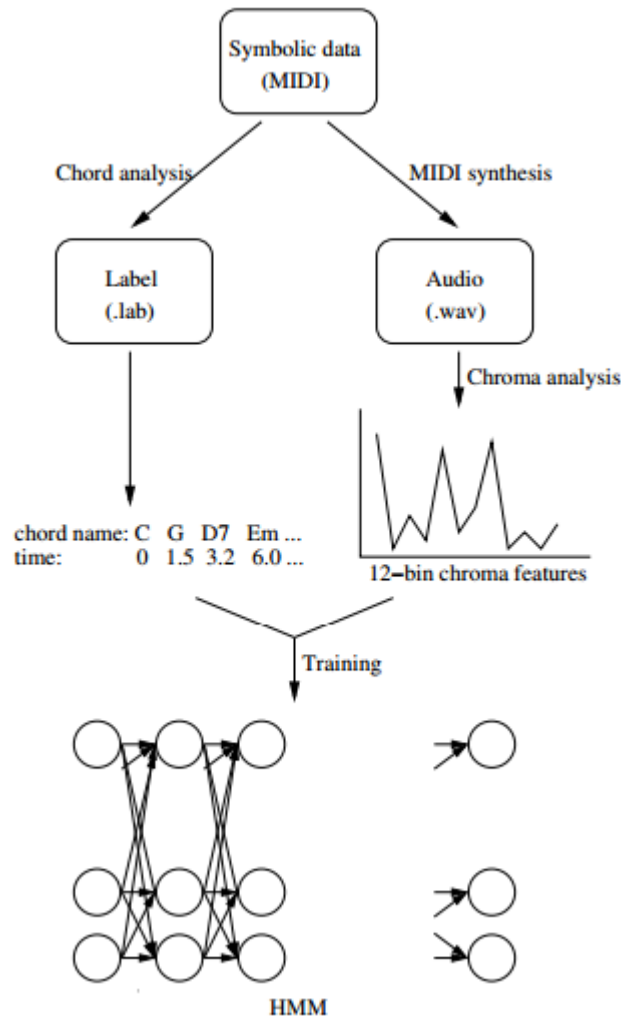 Symbolic data
(MIDI)
Chord analysis
MIDI synthesis
Label
(.lab)
Audio
(.wav)
Chroma analysis
chord name: C G D7 Em ...
time: 0 1.5 3.2 6.0 ...
12-bin chroma features
Training
HMM